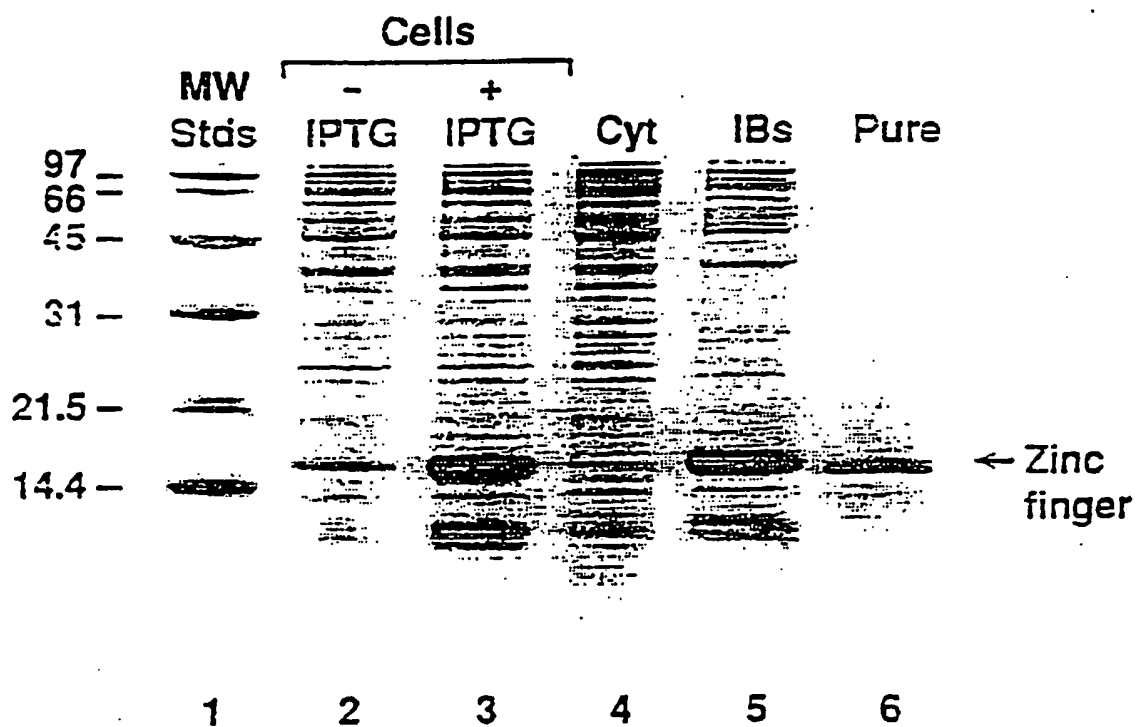 Cells
MW - +
Stds IPTG IPTG Cyt IBs Pure
97
66
45
31
21.5
14.4
← Zinc
finger
1 2 3 4 5 6